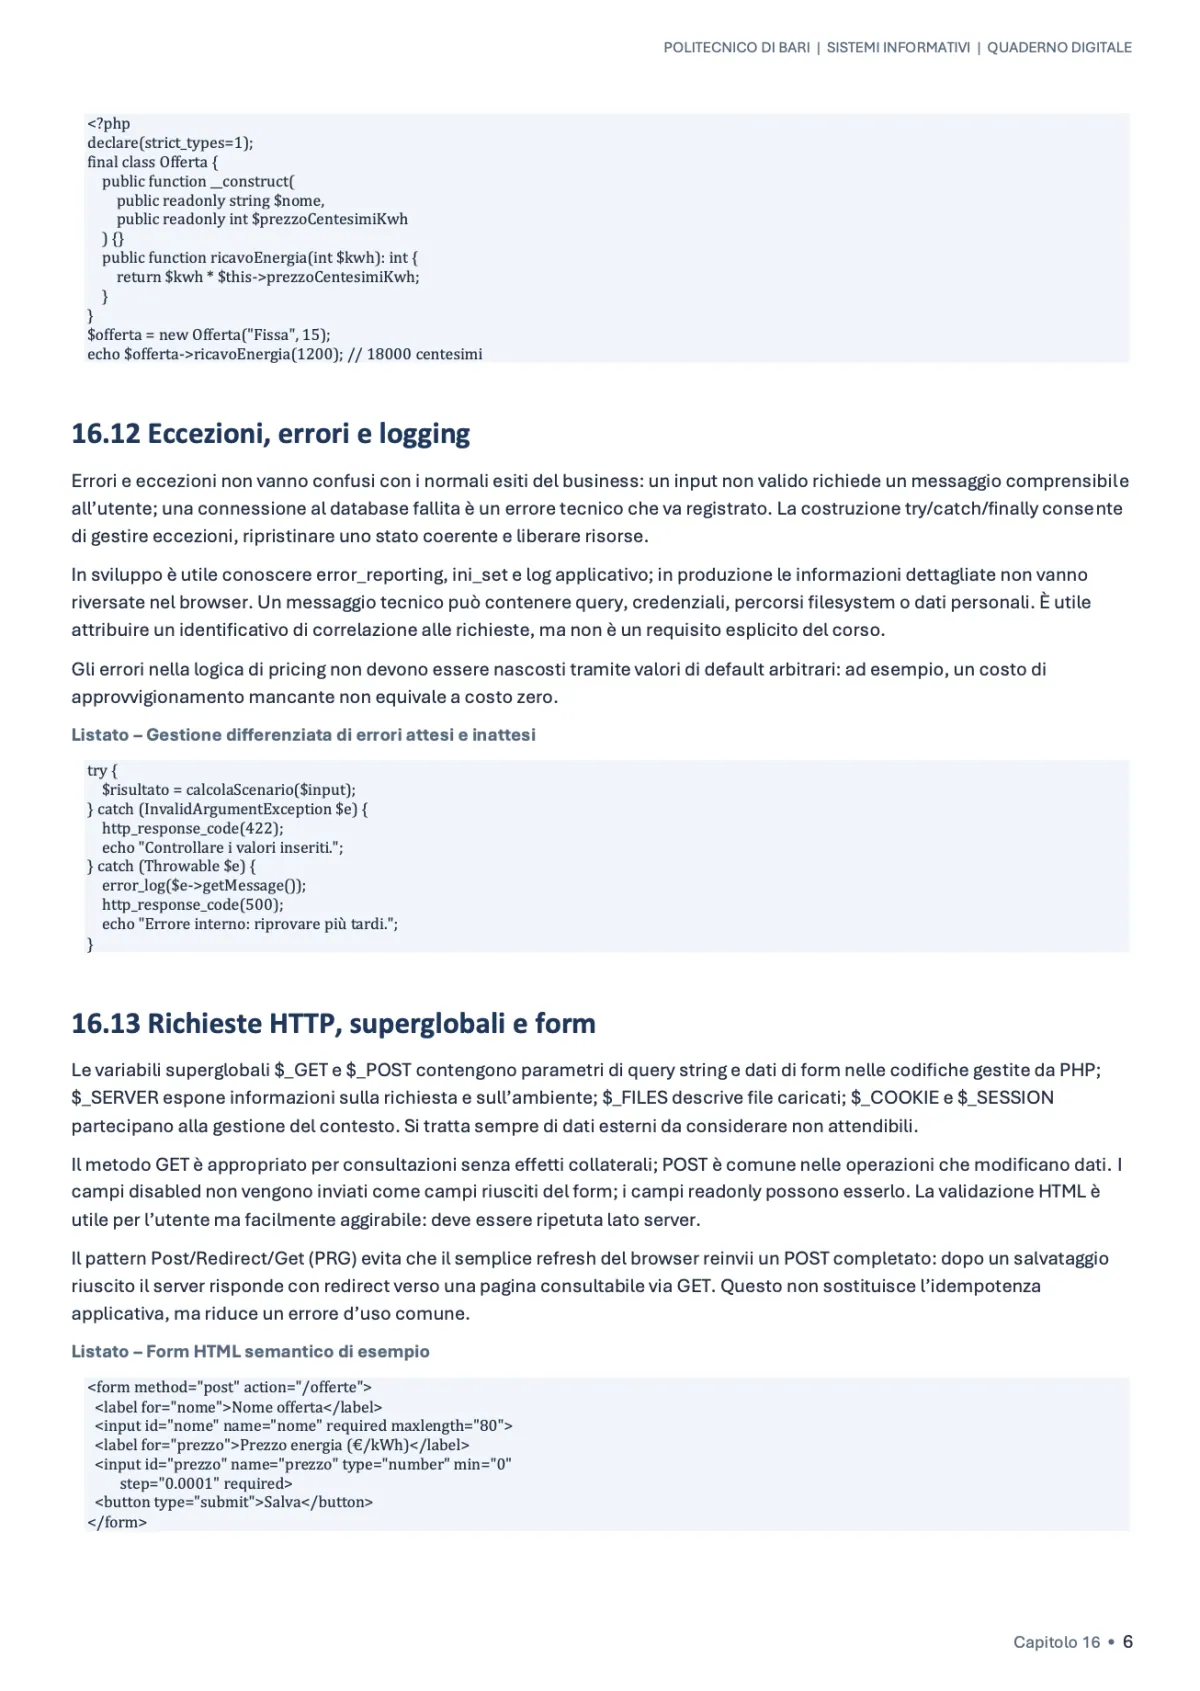 POLITECNICO DI BARI | SISTEMI INFORMATIVI | QUADERNO DIGITALE
<?php
declare(strict_types=1);
final class Offerta {
public function __construct(
public readonly string $nome,
public readonly int $prezzoCentesimiKwh
) {}
public function ricavoEnergia(int $kwh): int {
return $kwh * $this->prezzoCentesimiKwh;
}
}
$offerta = new Offerta("Fissa", 15);
echo $offerta->ricavoEnergia(1200); // 18000 centesimi
16.12 Eccezioni, errori e logging
Errori e eccezioni non vanno confusi con i normali esiti del business: un input non valido richiede un messaggio comprensibile
all’utente; una connessione al database fallita è un errore tecnico che va registrato. La costruzione try/catch/finally consente
di gestire eccezioni, ripristinare uno stato coerente e liberare risorse.
In sviluppo è utile conoscere error_reporting, ini_set e log applicativo; in produzione le informazioni dettagliate non vanno
riversate nel browser. Un messaggio tecnico può contenere query, credenziali, percorsi filesystem o dati personali. È utile
attribuire un identificativo di correlazione alle richieste, ma non è un requisito esplicito del corso.
Gli errori nella logica di pricing non devono essere nascosti tramite valori di default arbitrari: ad esempio, un costo di
approvvigionamento mancante non equivale a costo zero.
Listato – Gestione differenziata di errori attesi e inattesi
try {
$risultato = calcolaScenario($input);
} catch (InvalidArgumentException $e) {
http_response_code(422);
echo "Controllare i valori inseriti.";
} catch (Throwable $e) {
error_log($e->getMessage());
http_response_code(500);
echo "Errore interno: riprovare più tardi.";
}
16.13 Richieste HTTP, superglobali e form
Le variabili superglobali $_GET e $_POST contengono parametri di query string e dati di form nelle codifiche gestite da PHP;
$_SERVER espone informazioni sulla richiesta e sull’ambiente; $_FILES descrive file caricati; $_COOKIE e $_SESSION
partecipano alla gestione del contesto. Si tratta sempre di dati esterni da considerare non attendibili.
Il metodo GET è appropriato per consultazioni senza effetti collaterali; POST è comune nelle operazioni che modificano dati. I
campi disabled non vengono inviati come campi riusciti del form; i campi readonly possono esserlo. La validazione HTML è
utile per l’utente ma facilmente aggirabile: deve essere ripetuta lato server.
Il pattern Post/Redirect/Get (PRG) evita che il semplice refresh del browser reinvii un POST completato: dopo un salvataggio
riuscito il server risponde con redirect verso una pagina consultabile via GET. Questo non sostituisce l’idempotenza
applicativa, ma riduce un errore d’uso comune.
Listato – Form HTML semantico di esempio
<form method="post" action="/offerte">
<label for="nome">Nome offerta</label>
<input id="nome" name="nome" required maxlength="80">
<label for="prezzo">Prezzo energia (€/kWh)</label>
<input id="prezzo" name="prezzo" type="number" min="0"
step="0.0001" required>
<button type="submit">Salva</button>
</form>
Capitolo 16 • 6